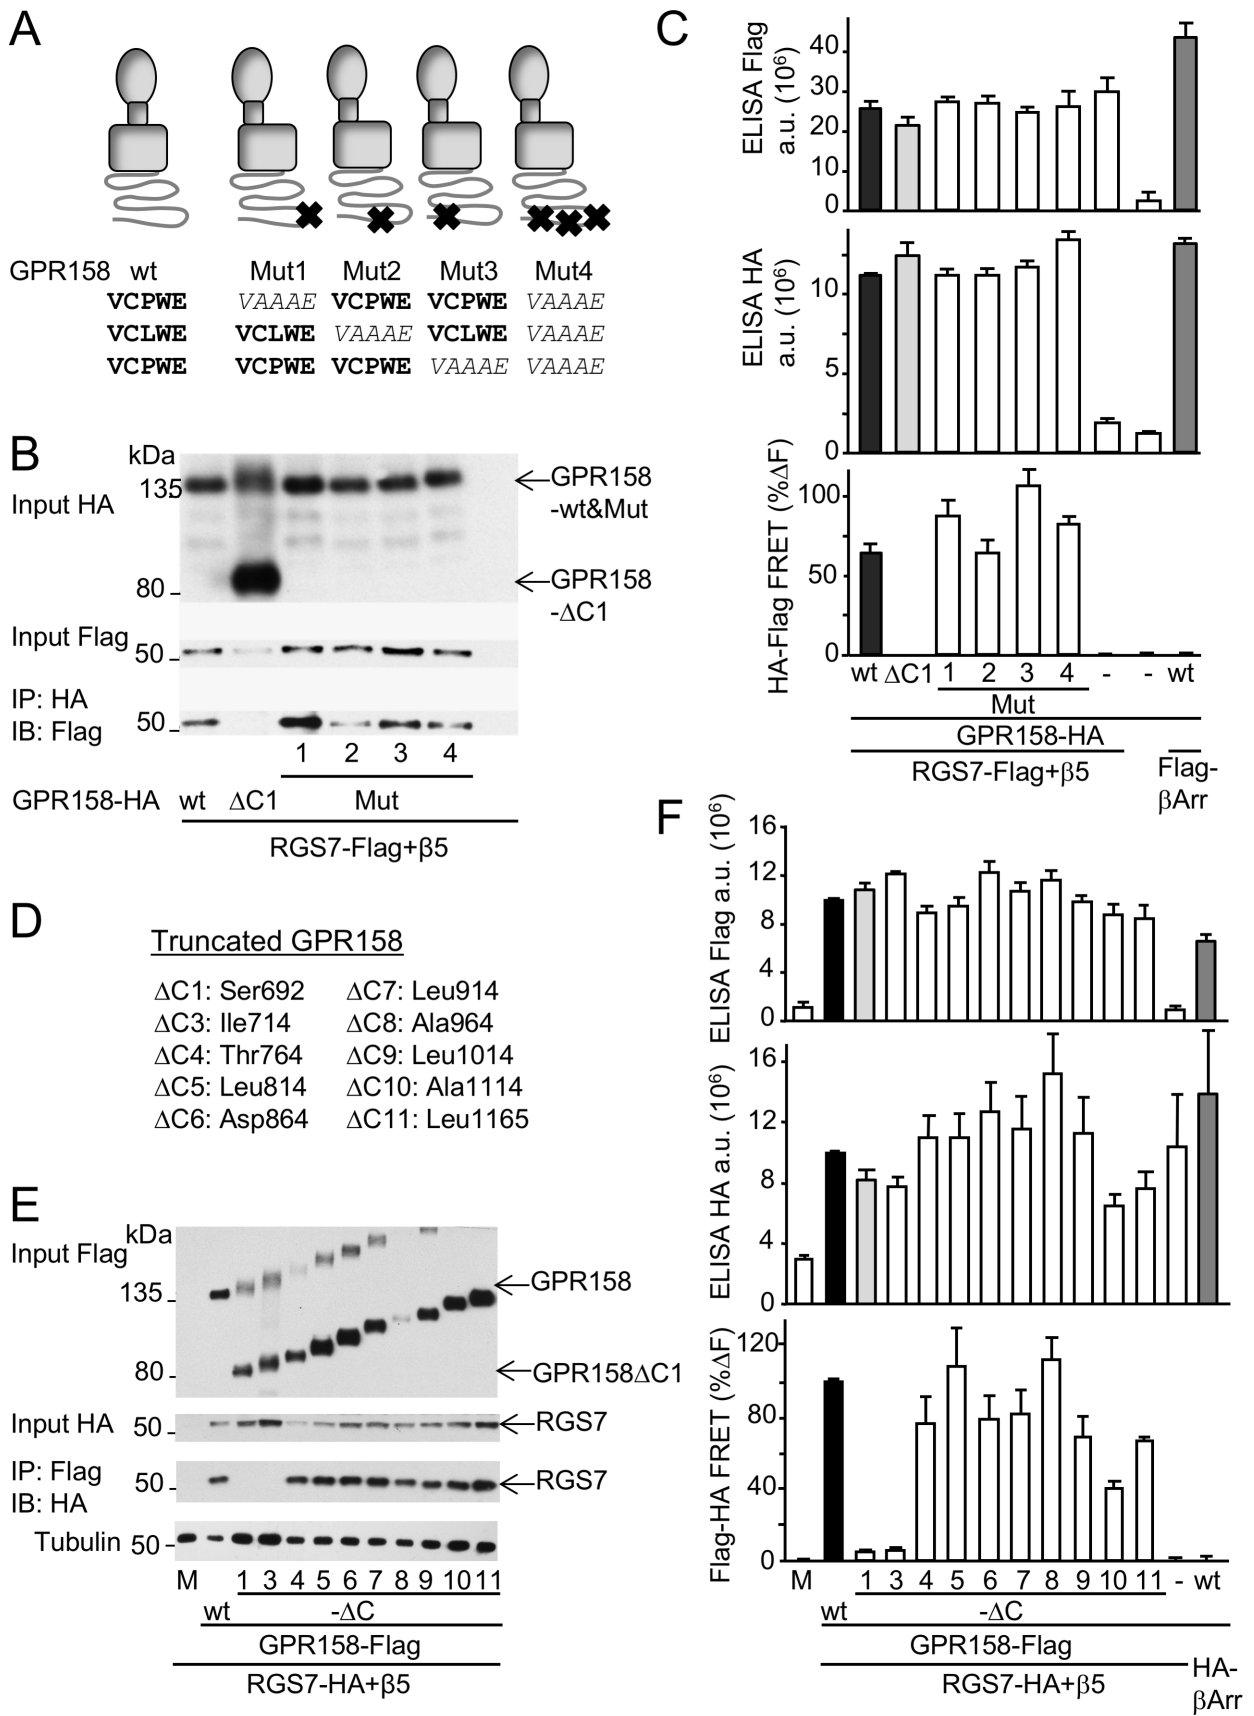 A
GPR158 wt Mut1 Mut2 Mut3 Mut4
VCPWE VAAAE VCPWE VCPWE VAAAE
VCLWE VCLWE VAAAE VCLWE VAAAE
VCPWE VCPWE VCPWE VAAAE VAAAE
B
kDa
Input HA
135
80
GPR158
-wt&Mut
GPR158
-ΔC1
Input Flag
50
IP: HA
IB: Flag
50
1 2 3 4
GPR158-HA wt ΔC1 Mut
RGS7-Flag+β5
C
ELISA Flag
a.u. (10⁶)
40
30
20
10
0
ELISA HA
a.u. (10⁶)
10
5
0
HA-Flag FRET (%ΔF)
100
50
0
wt ΔC1 1 2 3 4 - - wt
Mut
GPR158-HA
RGS7-Flag+β5
Flag-
βArr
D
Truncated GPR158
ΔC1: Ser692 ΔC7: Leu914
ΔC3: Ile714 ΔC8: Ala964
ΔC4: Thr764 ΔC9: Leu1014
ΔC5: Leu814 ΔC10: Ala1114
ΔC6: Asp864 ΔC11: Leu1165
E
kDa
Input Flag
135
80
GPR158
GPR158ΔC1
Input HA
50
RGS7
IP: Flag
IB: HA
50
RGS7
Tubulin 50
M 1 3 4 5 6 7 8 9 10 11
wt -ΔC
GPR158-Flag
RGS7-HA+β5
F
ELISA Flag a.u. (10⁶)
16
12
8
4
0
ELISA HA a.u. (10⁶)
16
12
8
4
0
Flag-HA FRET (%ΔF)
120
80
40
0
M 1 3 4 5 6 7 8 9 10 11 - wt
wt -ΔC
GPR158-Flag
RGS7-HA+β5
HA-
βArr